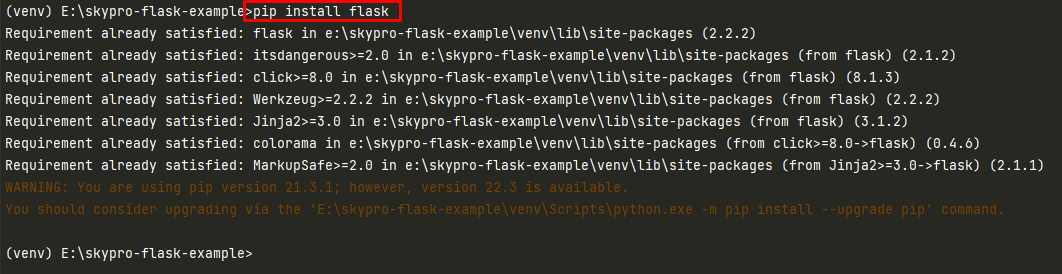 (venv) E:\skypro-flask-example>pip install flask
Requirement already satisfied: flask in e:\skypro-flask-example\venv\lib\site-packages (2.2.2)
Requirement already satisfied: itsdangerous>=2.0 in e:\skypro-flask-example\venv\lib\site-packages (from flask) (2.1.2)
Requirement already satisfied: click>=8.0 in e:\skypro-flask-example\venv\lib\site-packages (from flask) (8.1.3)
Requirement already satisfied: Werkzeug>=2.2.2 in e:\skypro-flask-example\venv\lib\site-packages (from flask) (2.2.2)
Requirement already satisfied: Jinja2>=3.0 in e:\skypro-flask-example\venv\lib\site-packages (from flask) (3.1.2)
Requirement already satisfied: colorama in e:\skypro-flask-example\venv\lib\site-packages (from click>=8.0->flask) (0.4.6)
Requirement already satisfied: MarkupSafe>=2.0 in e:\skypro-flask-example\venv\lib\site-packages (from Jinja2>=3.0->flask) (2.1.1)
WARNING: You are using pip version 21.3.1; however, version 22.3 is available.
You should consider upgrading via the 'E:\skypro-flask-example\venv\Scripts\python.exe -m pip install --upgrade pip' command.
(venv) E:\skypro-flask-example>